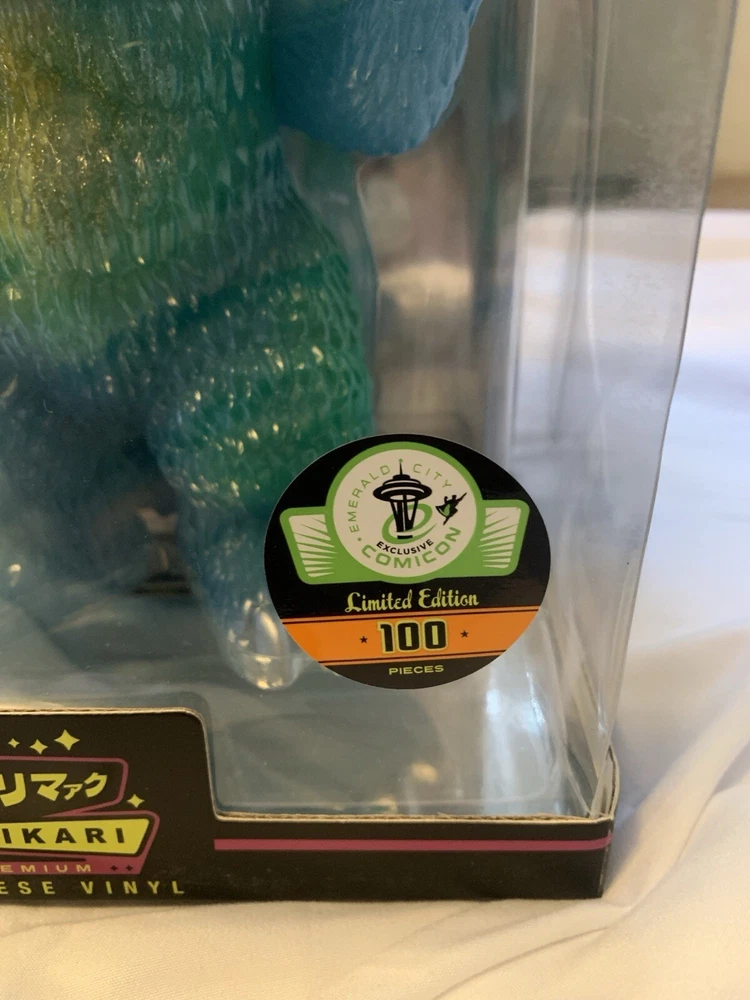 EMERALD CITY
EXCLUSIVE
COMICON
Limited Edition
100
PIECES
リマァク
IKARI
EMIUM
ESE VINYL